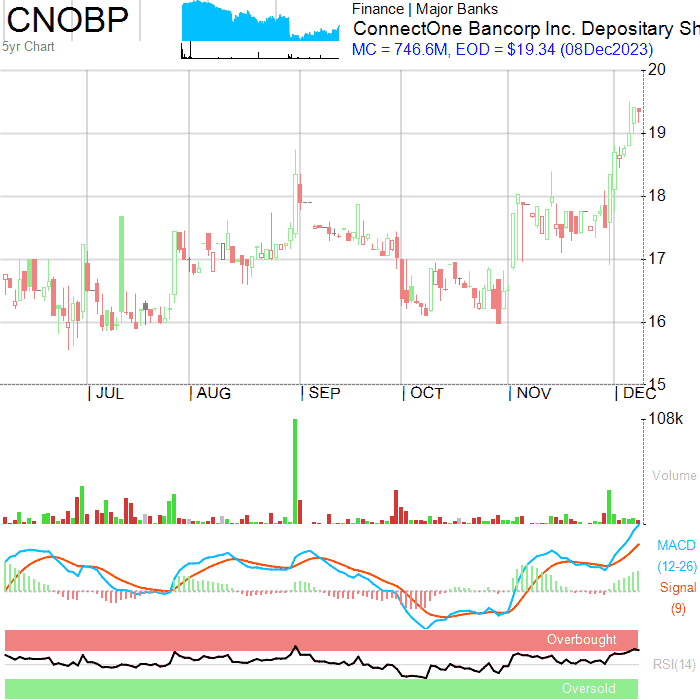 CNOBP
5yr Chart
Finance | Major Banks
ConnectOne Bancorp Inc. Depositary Sh
MC = 746.6M, EOD = $19.34 (08Dec2023)
20
19
18
17
16
15
JUL AUG SEP OCT NOV DEC
108k
Volume
MACD
(12-26)
Signal
(9)
Overbought
RSI(14)
Oversold